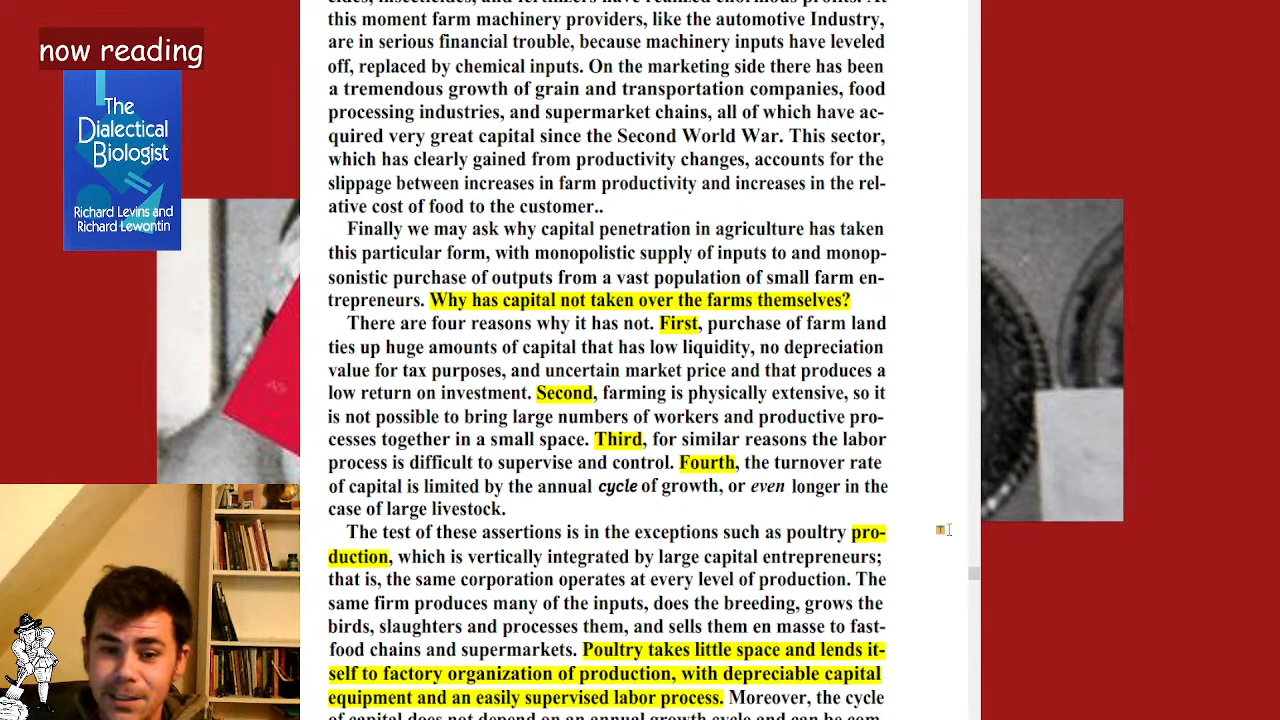 now reading
The
Dialectical
Biologist
Richard Levins and
Richard Lewontin
this moment farm machinery providers, like the automotive Industry,
are in serious financial trouble, because machinery inputs have leveled
off, replaced by chemical inputs. On the marketing side there has been
a tremendous growth of grain and transportation companies, food
processing industries, and supermarket chains, all of which have ac-
quired very great capital since the Second World War. This sector,
which has clearly gained from productivity changes, accounts for the
slippage between increases in farm productivity and increases in the rel-
ative cost of food to the customer..
Finally we may ask why capital penetration in agriculture has taken
this particular form, with monopolistic supply of inputs to and monop-
sonistic purchase of outputs from a vast population of small farm en-
trepreneurs. Why has capital not taken over the farms themselves?
There are four reasons why it has not. First, purchase of farm land
ties up huge amounts of capital that has low liquidity, no depreciation
value for tax purposes, and uncertain market price and that produces a
low return on investment. Second, farming is physically extensive, so it
is not possible to bring large numbers of workers and productive pro-
cesses together in a small space. Third, for similar reasons the labor
process is difficult to supervise and control. Fourth, the turnover rate
of capital is limited by the annual cycle of growth, or even longer in the
case of large livestock.
The test of these assertions is in the exceptions such as poultry pro-
duction, which is vertically integrated by large capital entrepreneurs;
that is, the same corporation operates at every level of production. The
same firm produces many of the inputs, does the breeding, grows the
birds, slaughters and processes them, and sells them en masse to fast-
food chains and supermarkets. Poultry takes little space and lends it-
self to factory organization of production, with depreciable capital
equipment and an easily supervised labor process. Moreover, the cycle